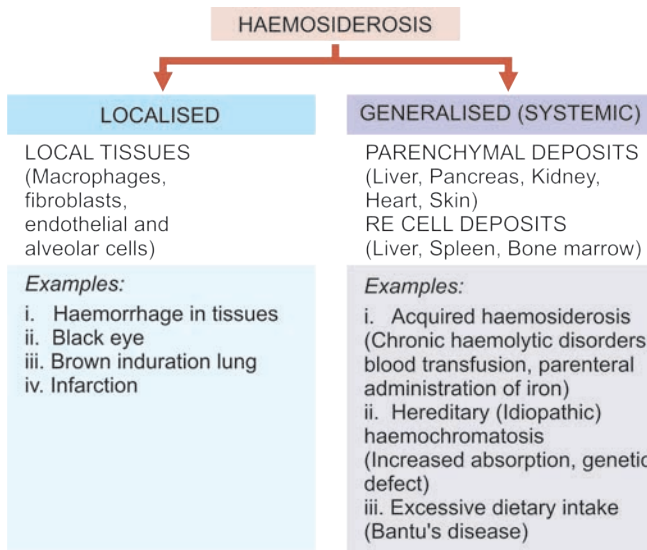 HAEMOSIDEROSIS
LOCALISED
LOCAL TISSUES
(Macrophages,
fibroblasts,
endothelial and
alveolar cells)
Examples:
i. Haemorrhage in tissues
ii. Black eye
iii. Brown induration lung
iv. Infarction
GENERALISED (SYSTEMIC)
PARENCHYMAL DEPOSITS
(Liver, Pancreas, Kidney,
Heart, Skin)
RE CELL DEPOSITS
(Liver, Spleen, Bone marrow)
Examples:
i. Acquired haemosiderosis
(Chronic haemolytic disorders
blood transfusion, parenteral
administration of iron)
ii. Hereditary (Idiopathic)
haemochromatosis
(Increased absorption, genetic
defect)
iii. Excessive dietary intake
(Bantu's disease)